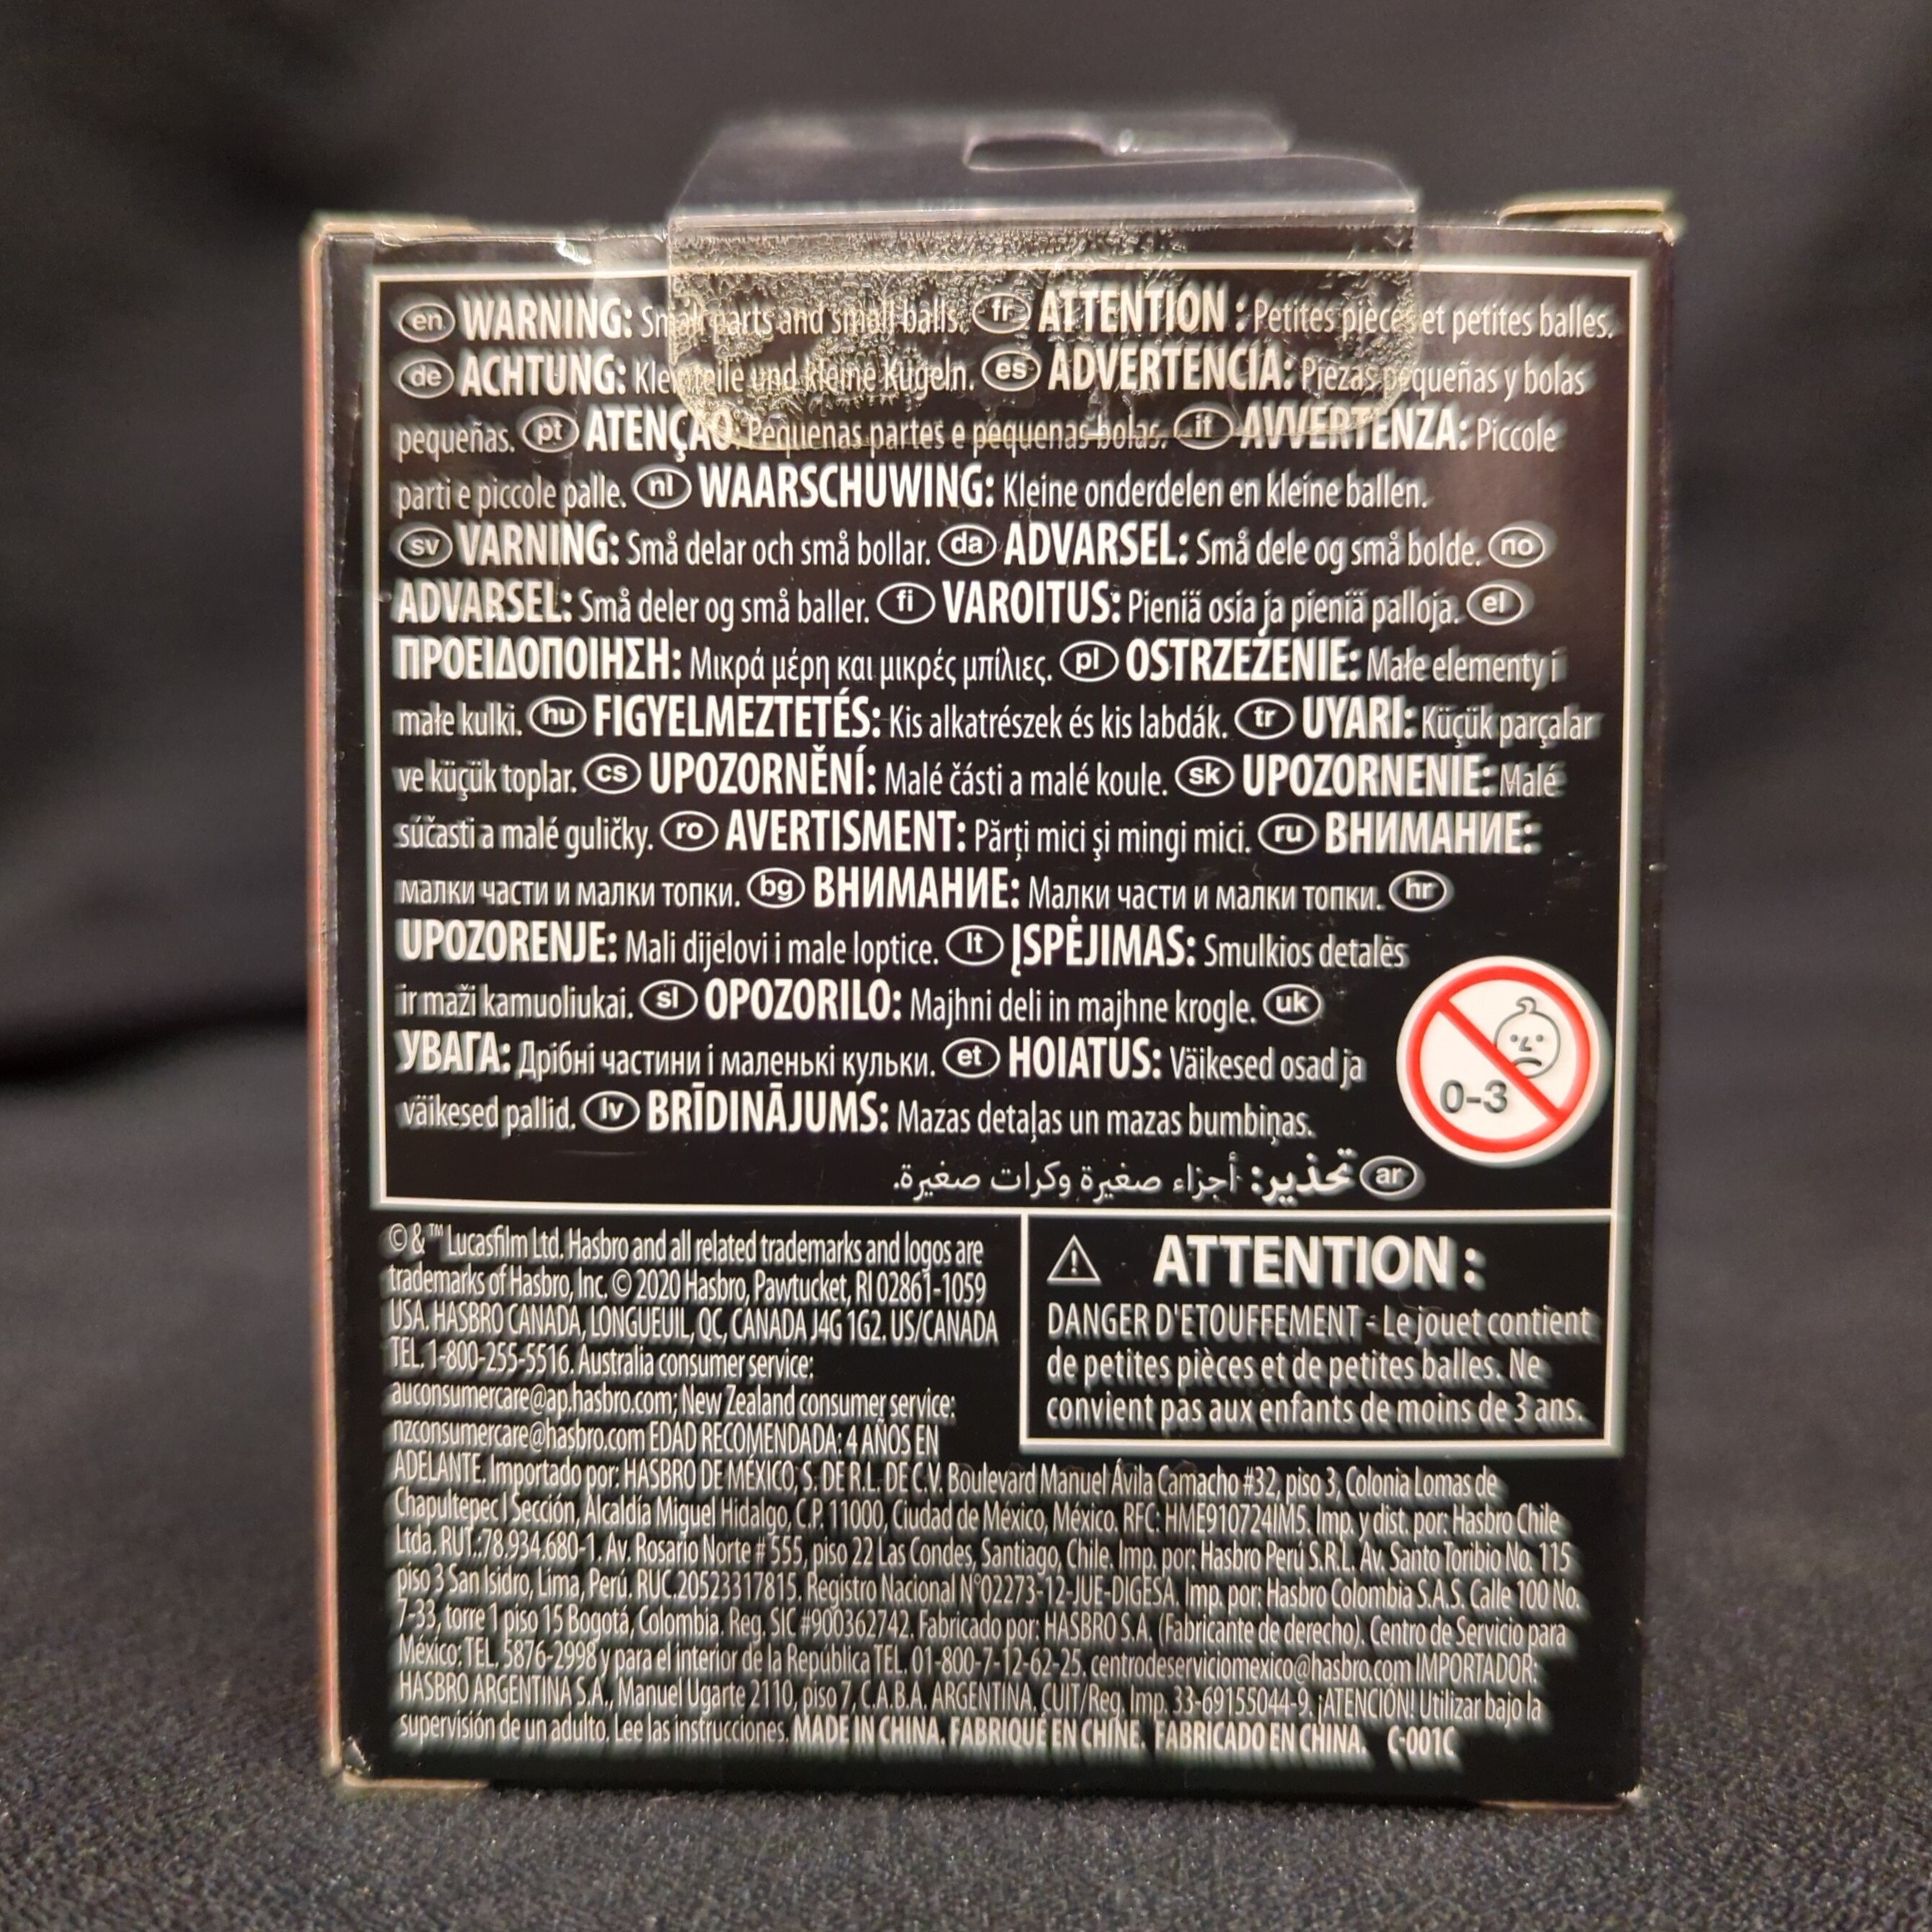 en WARNING: Small parts and small balls. fr ATTENTION : Petites pièces et petites balles.
de ACHTUNG: Kleinteile und kleine Kugeln. es ADVERTENCIA: Piezas pequeñas y bolas
pequeñas. pt ATENÇÃO: Pequenas partes e pequenas bolas. it AVVERTENZA: Piccole
parti e piccole palle. nl WAARSCHUWING: Kleine onderdelen en kleine ballen.
sv VARNING: Små delar och små bollar. da ADVARSEL: Små dele og små bolde. no
ADVARSEL: Små deler og små baller. fi VAROITUS: Pieniä osia ja pieniä palloja. el
ΠΡΟΕΙΔΟΠΟΙΗΣΗ: Μικρά μέρη και μικρές μπίλιες. pl OSTRZEŻENIE: Małe elementy i
małe kulki. hu FIGYELMEZTETÉS: Kis alkatrészek és kis labdák. tr UYARI: Küçük parçalar
ve küçük toplar. cs UPOZORNĚNÍ: Malé části a malé koule. sk UPOZORNENIE: Malé
súčasti a malé guličky. ro AVERTISMENT: Părți mici și mingi mici. ru ВНИМАНИЕ:
малки части и малки топки. bg ВНИМАНИЕ: Малки части и малки топки. hr
UPOZORENJE: Mali dijelovi i male loptice. lt ĮSPĖJIMAS: Smulkios detalės
ir maži kamuoliukai. sl OPOZORILO: Majhni deli in majhne krogle. uk
УВАГА: Дрібні частини і маленькі кульки. et HOIATUS: Väikesed osad ja
väikesed pallid. lv BRĪDINĀJUMS: Mazas detaļas un mazas bumbiņas.
ar تحذير: أجزاء صغيرة وكرات صغيرة.
0-3
© & ™ Lucasfilm Ltd. Hasbro and all related trademarks and logos are
trademarks of Hasbro, Inc. © 2020 Hasbro, Pawtucket, RI 02861-1059
USA. HASBRO CANADA, LONGUEUIL, QC, CANADA J4G 1G2. US/CANADA
TEL. 1-800-255-5516. Australia consumer service:
auconsumercare@ap.hasbro.com; New Zealand consumer service:
nzconsumercare@hasbro.com EDAD RECOMENDADA: 4 AÑOS EN
ATTENTION :
DANGER D'ETOUFFEMENT - Le jouet contient
de petites pièces et de petites balles. Ne
convient pas aux enfants de moins de 3 ans.
ADELANTE. Importado por: HASBRO DE MÉXICO, S. DE R.L. DE C.V. Boulevard Manuel Ávila Camacho #32, piso 3, Colonia Lomas de
Chapultepec I Sección, Alcaldía Miguel Hidalgo, C.P. 11000, Ciudad de México, México. RFC: HME910724IM5. Imp. y dist. por: Hasbro Chile
Ltda. RUT.:78.934.680-1. Av. Rosario Norte # 555, piso 22 Las Condes, Santiago, Chile. Imp. por: Hasbro Perú S.R.L. Av. Santo Toribio No. 115
piso 3 San Isidro, Lima, Perú. RUC.20523317815. Registro Nacional N°02273-12-JUE-DIGESA. Imp. por: Hasbro Colombia S.A.S. Calle 100 No.
7-33, torre 1 piso 15 Bogotá, Colombia. Reg. SIC #900362742. Fabricado por: HASBRO S.A. (Fabricante de derecho). Centro de Servicio para
México: TEL. 5876-2998 y para el interior de la República TEL. 01-800-7-12-62-25. centrodeserviciomexico@hasbro.com IMPORTADOR:
HASBRO ARGENTINA S.A., Manuel Ugarte 2110, piso 7, C.A.B.A. ARGENTINA. CUIT/Reg. Imp. 33-69155044-9. ¡ATENCIÓN! Utilizar bajo la
supervisión de un adulto. Lee las instrucciones. MADE IN CHINA. FABRIQUÉ EN CHINE. FABRICADO EN CHINA. C-001C